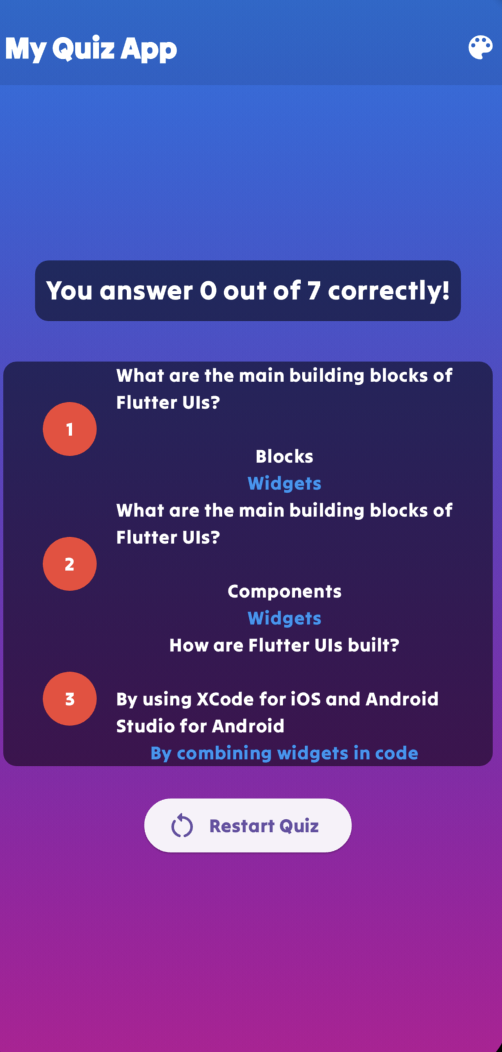 My Quiz App
You answer 0 out of 7 correctly!
What are the main building blocks of
Flutter UIs?
1
Blocks
Widgets
What are the main building blocks of
Flutter UIs?
2
Components
Widgets
How are Flutter UIs built?
3
By using XCode for iOS and Android
Studio for Android
By combining widgets in code
Restart Quiz